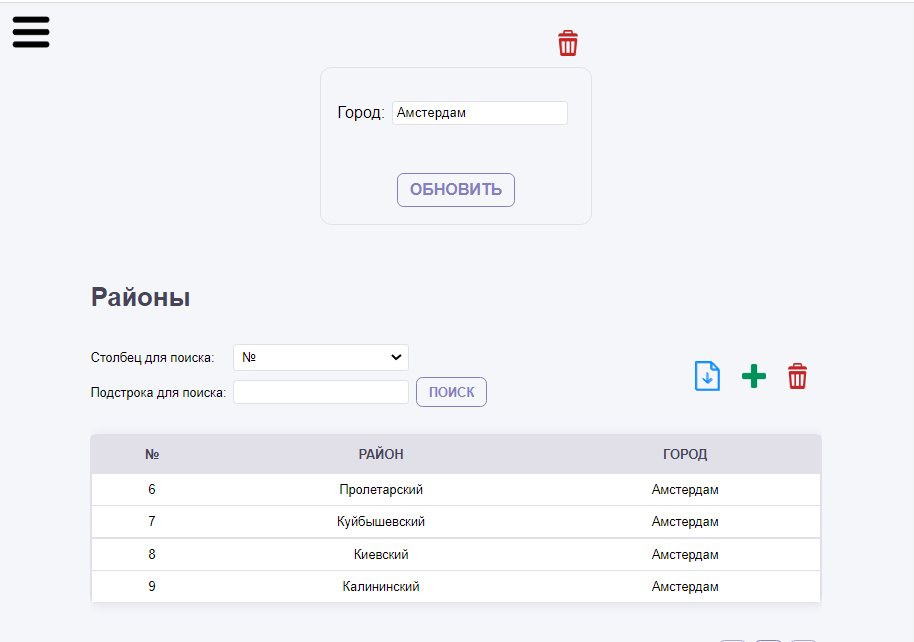 Город: Амстердам
ОБНОВИТЬ
Районы
Столбец для поиска: №
Подстрока для поиска: ПОИСК
№ РАЙОН ГОРОД
6 Пролетарский Амстердам
7 Куйбышевский Амстердам
8 Киевский Амстердам
9 Калининский Амстердам